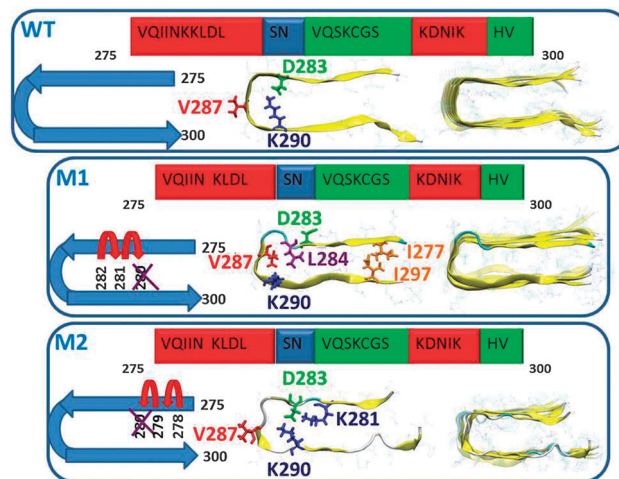 WT
VQIINKKLDL SN VQSKCGS KDNIK HV
275 300
D283
275
V287
300
K290
M1
VQIIN KLDL SN VQSKCGS KDNIK HV
275 300
D283
275
I277
V287
L284
282 281 280
I297
300
K290
M2
VQIIN KLDL SN VQSKCGS KDNIK HV
275 300
D283
275
K281
280 279 278
V287
300
K290